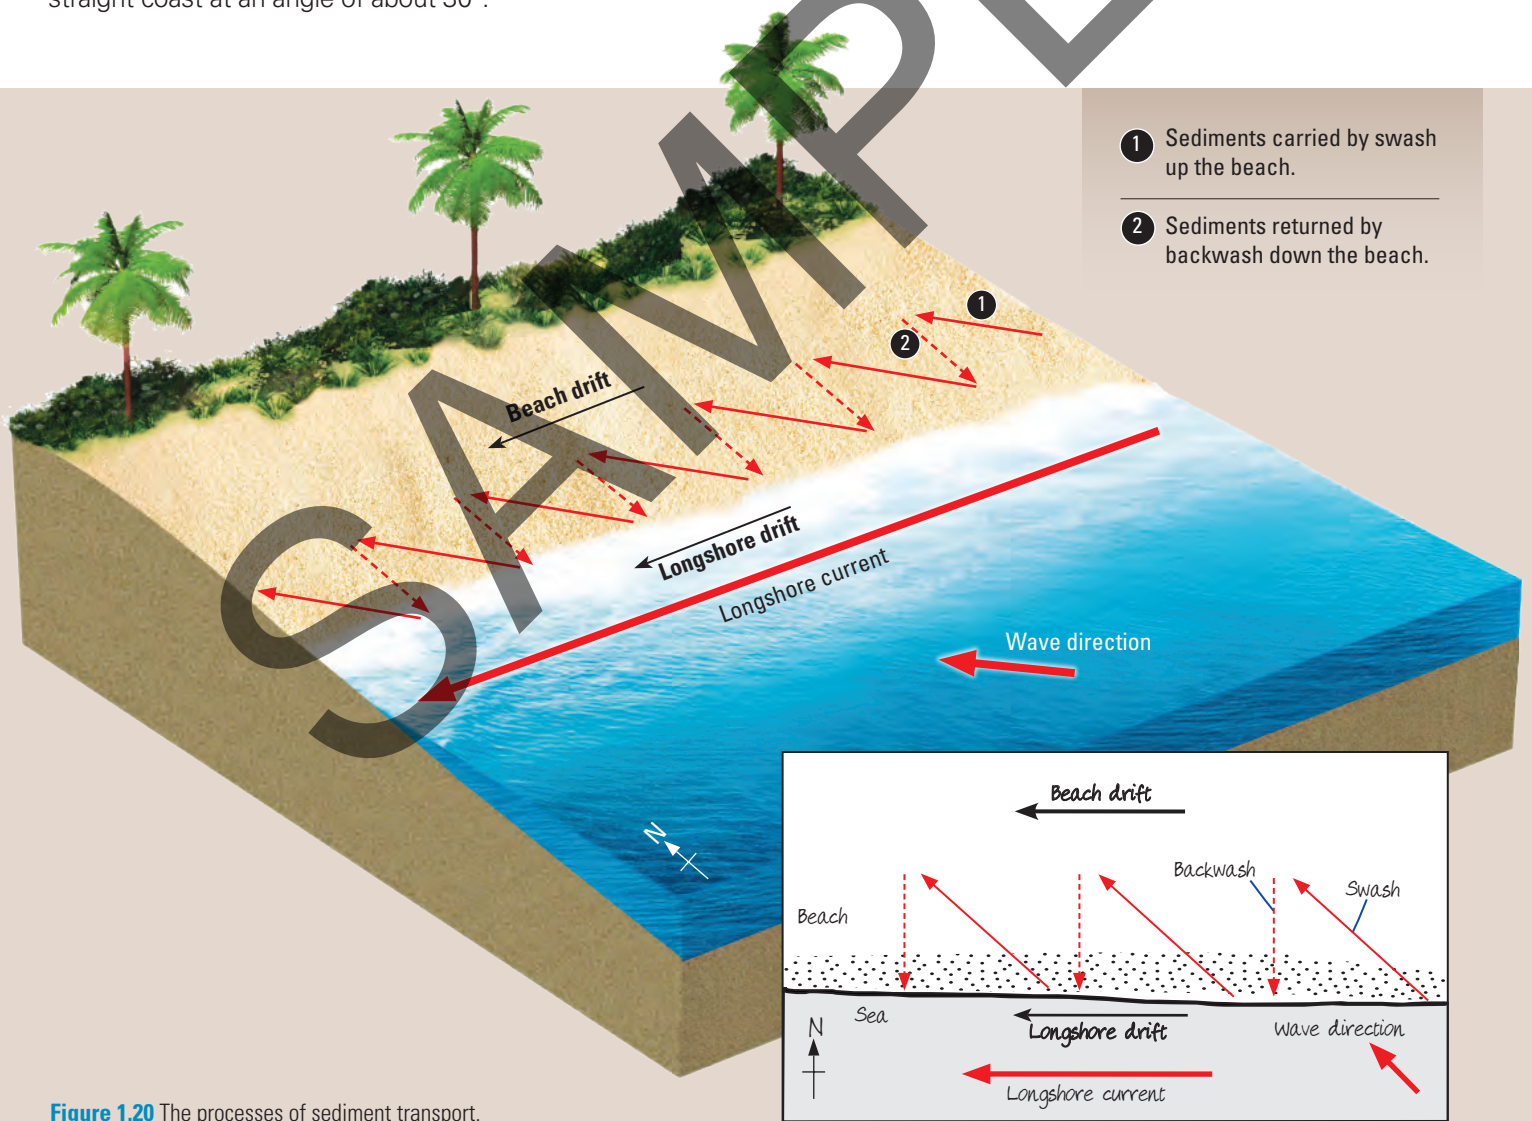 straight coast at an angle of about 30°.
SAMPLE
1 Sediments carried by swash
up the beach.
2 Sediments returned by
backwash down the beach.
1
2
Beach drift
Longshore drift
Longshore current
Wave direction
N
Beach drift
Backwash
Swash
Beach
Sea
N
Longshore drift
Wave direction
Longshore current
Figure 1.20 The processes of sediment transport.